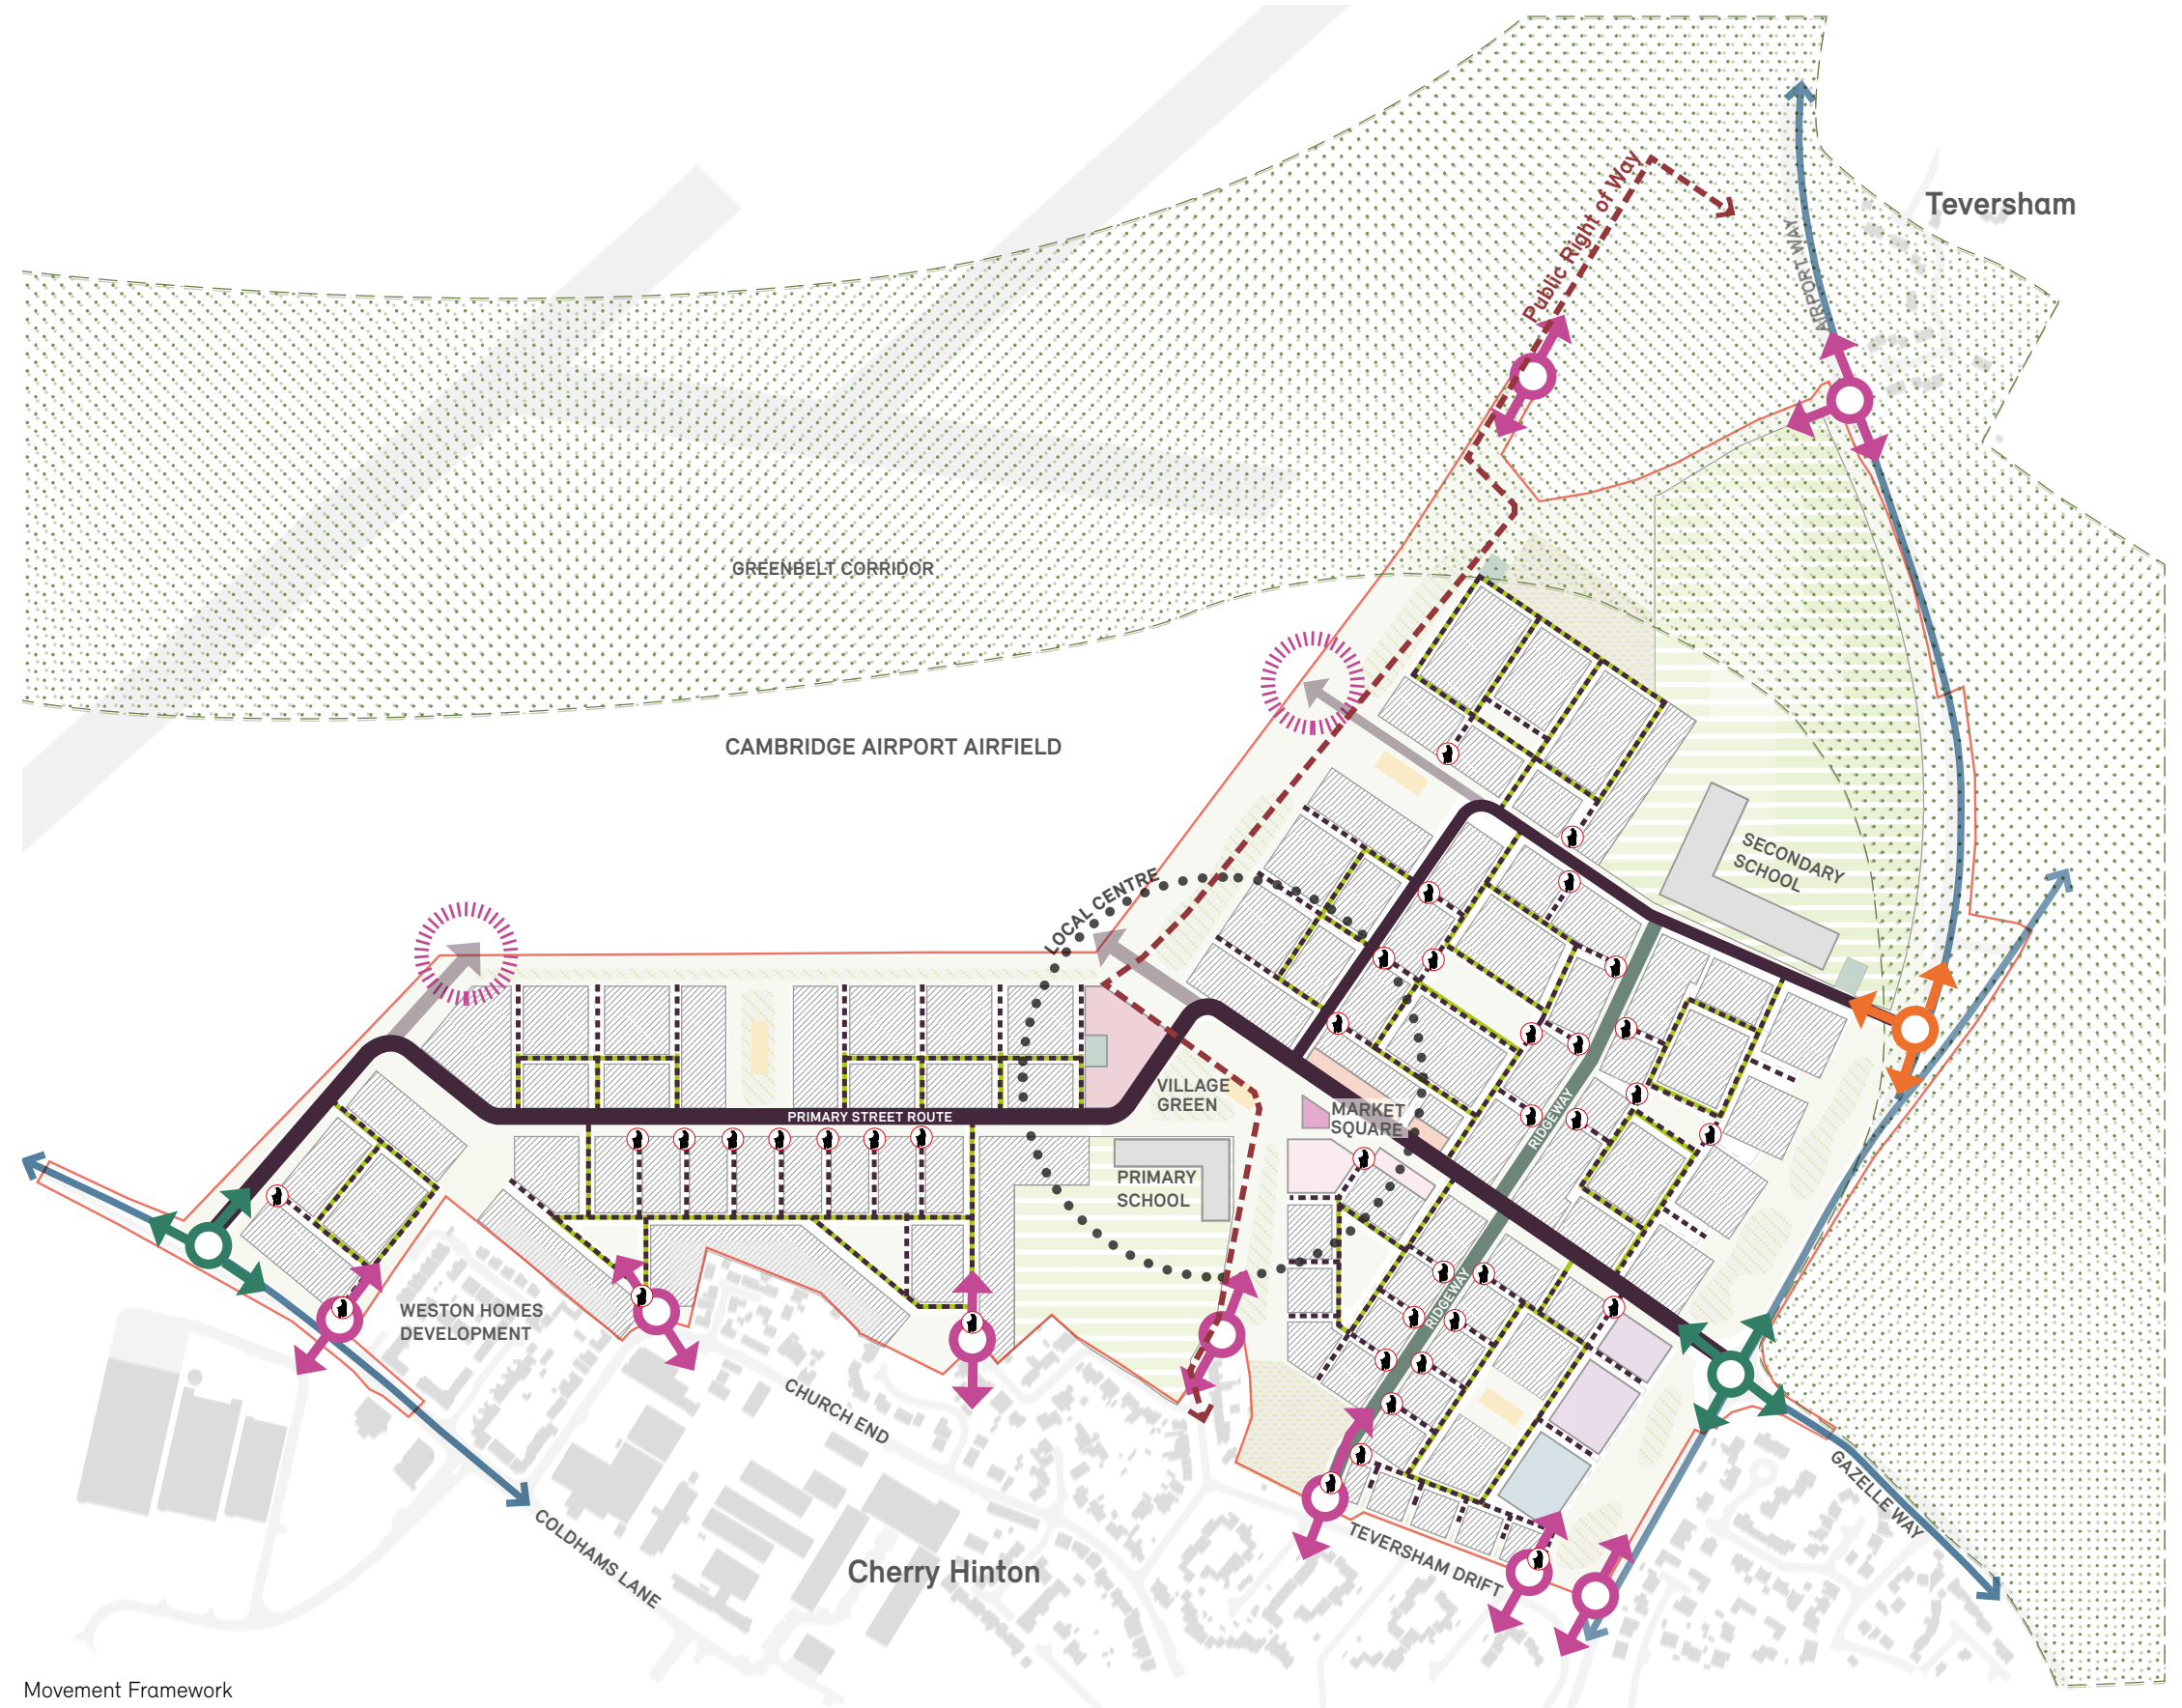 Teversham
Public Right of Way
AIRPORT WAY
GREENBELT CORRIDOR
CAMBRIDGE AIRPORT AIRFIELD
SECONDARY
SCHOOL
LOCAL CENTRE
VILLAGE
GREEN
PRIMARY STREET ROUTE
MARKET
SQUARE
RIDGEWAY
PRIMARY
SCHOOL
RIDGEWAY
WESTON HOMES
DEVELOPMENT
CHURCH END
GAZELLE WAY
COLDHAMS LANE
TEVERSHAM DRIFT
Cherry Hinton
Movement Framework